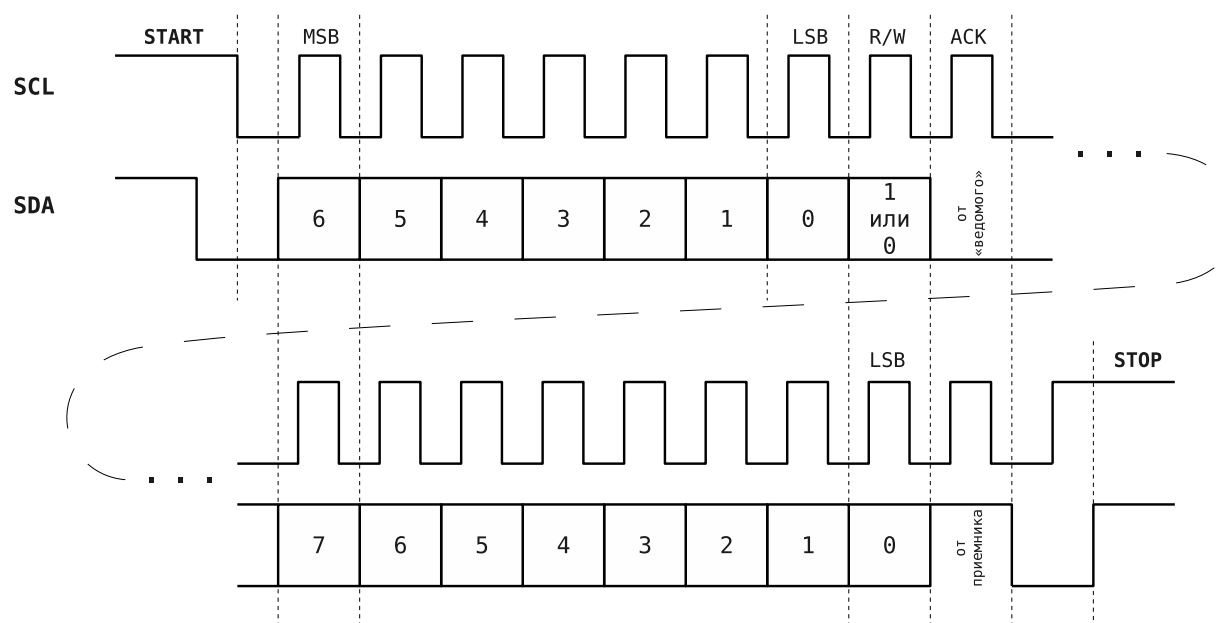 START MSB LSB R/W ACK
SCL
SDA
6 5 4 3 2 1 0 1 или 0
от
«ведомого»
. . .
LSB STOP
. . .
7 6 5 4 3 2 1 0
от
приемника